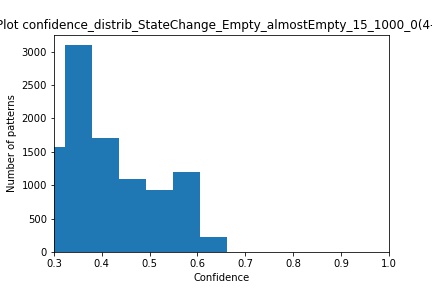 Plot confidence_distrib_StateChange_Empty_almostEmpty_15_1000_0(4-
3000
2500
2000
1500
1000
500
0
Number of patterns
0.3 0.4 0.5 0.6 0.7 0.8 0.9 1.0
Confidence